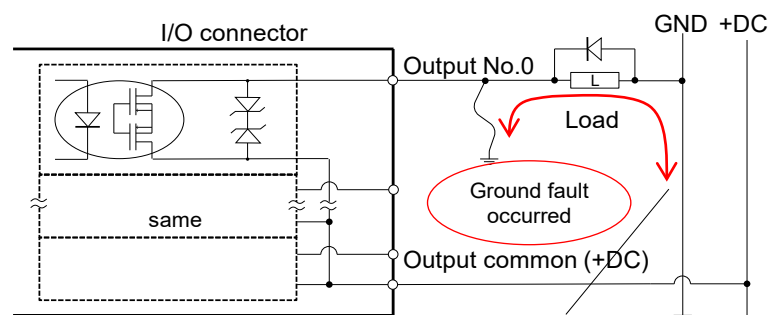 I/O connector
GND +DC
Output No.0
L
Load
Ground fault
occurred
same
Output common (+DC)